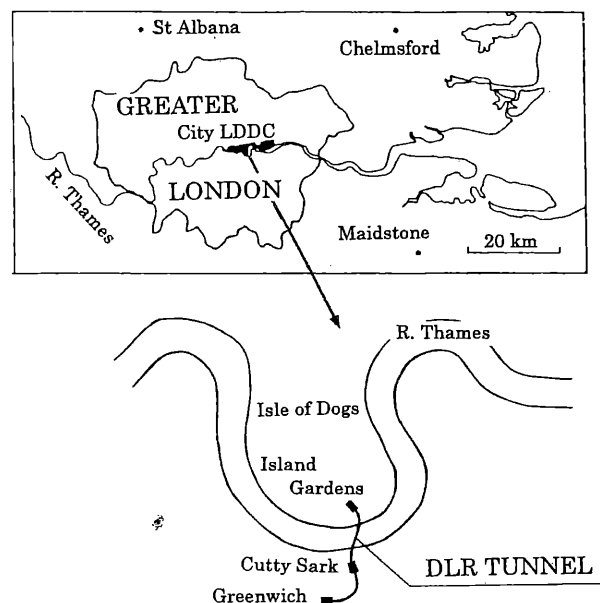 St Albana
Chelmsford
GREATER
City LDDC
R. Thames
LONDON
Maidstone
20 km
R. Thames
Isle of Dogs
Island
Gardens
Cutty Sark
DLR TUNNEL
Greenwich